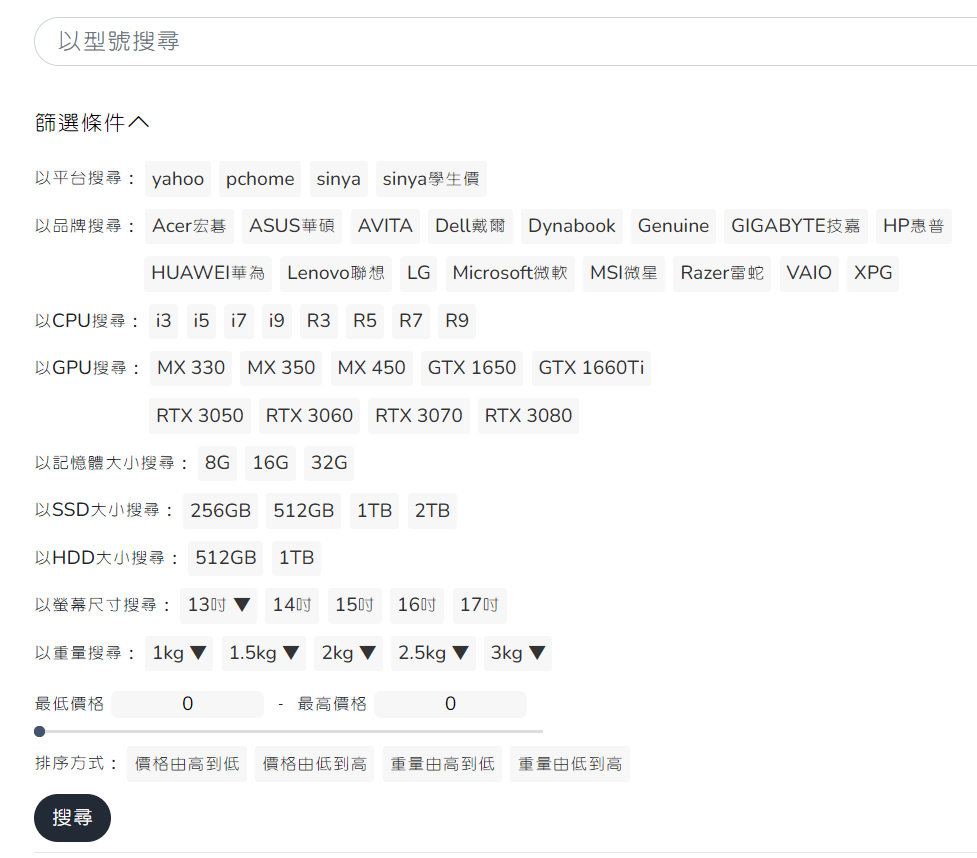 以型號搜尋
篩選條件
以平台搜尋： yahoo pchome sinya sinya學生價
以品牌搜尋： Acer宏碁 ASUS華碩 AVITA Dell戴爾 Dynabook Genuine GIGABYTE技嘉 HP惠普
HUAWEI華為 Lenovo聯想 LG Microsoft微軟 MSI微星 Razer雷蛇 VAIO XPG
以CPU搜尋： i3 i5 i7 i9 R3 R5 R7 R9
以GPU搜尋： MX 330 MX 350 MX 450 GTX 1650 GTX 1660Ti
RTX 3050 RTX 3060 RTX 3070 RTX 3080
以記憶體大小搜尋： 8G 16G 32G
以SSD大小搜尋： 256GB 512GB 1TB 2TB
以HDD大小搜尋： 512GB 1TB
以螢幕尺寸搜尋： 13吋▼ 14吋 15吋 16吋 17吋
以重量搜尋： 1kg▼ 1.5kg▼ 2kg▼ 2.5kg▼ 3kg▼
最低價格 0 - 最高價格 0
排序方式： 價格由高到低 價格由低到高 重量由高到低 重量由低到高
搜尋